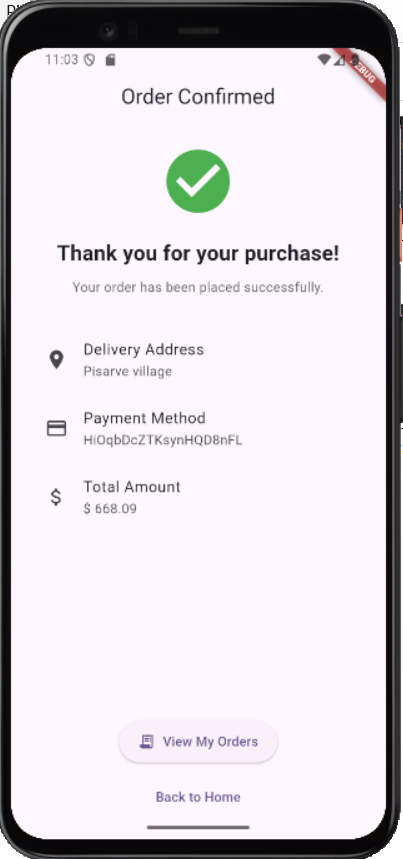 11:03
DEBUG
Order Confirmed
Thank you for your purchase!
Your order has been placed successfully.
Delivery Address
Pisarve village
Payment Method
HiOqbDcZTKsynHQD8nFL
Total Amount
$ 668.09
View My Orders
Back to Home